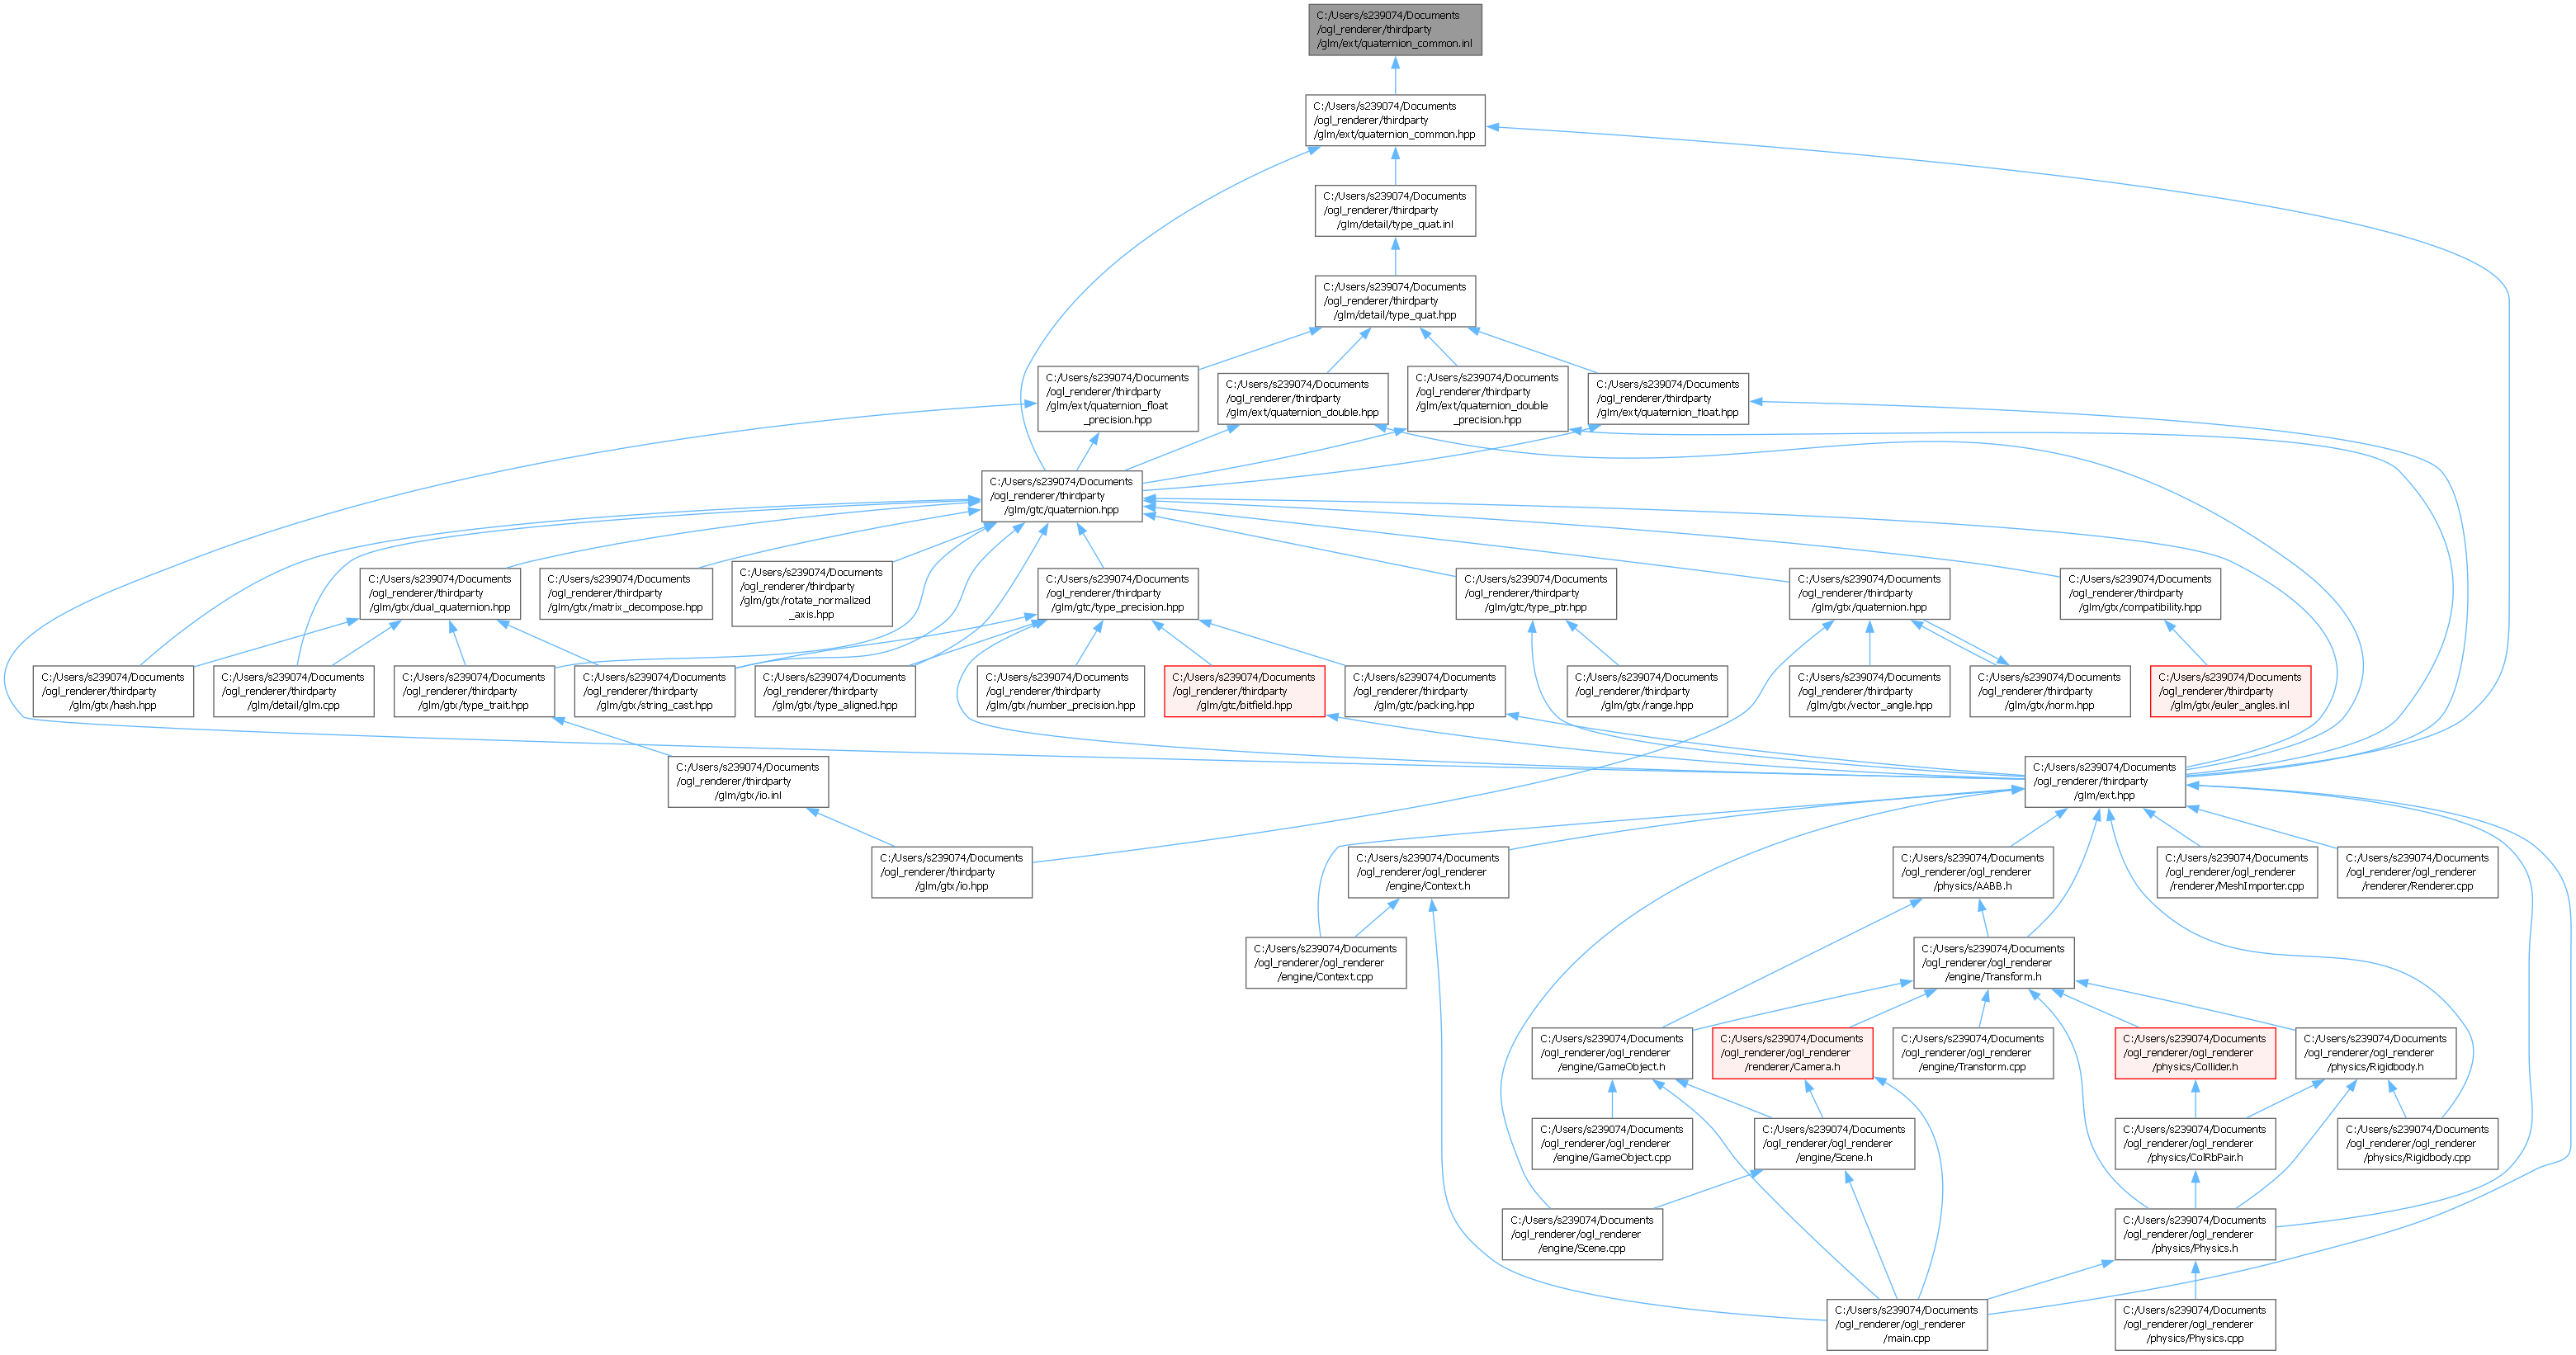 C:/Users/s239074/Documents
/ogl_renderer/thirdparty
/glm/ext/quaternion_common.inl
C:/Users/s239074/Documents
/ogl_renderer/thirdparty
/glm/ext/quaternion_common.hpp
C:/Users/s239074/Documents
/ogl_renderer/thirdparty
/glm/detail/type_quat.inl
C:/Users/s239074/Documents
/ogl_renderer/thirdparty
/glm/detail/type_quat.hpp
C:/Users/s239074/Documents
/ogl_renderer/thirdparty
/glm/ext/quaternion_float
_precision.hpp
C:/Users/s239074/Documents
/ogl_renderer/thirdparty
/glm/ext/quaternion_double.hpp
C:/Users/s239074/Documents
/ogl_renderer/thirdparty
/glm/ext/quaternion_double
_precision.hpp
C:/Users/s239074/Documents
/ogl_renderer/thirdparty
/glm/ext/quaternion_float.hpp
C:/Users/s239074/Documents
/ogl_renderer/thirdparty
/glm/gtc/quaternion.hpp
C:/Users/s239074/Documents
/ogl_renderer/thirdparty
/glm/gtx/dual_quaternion.hpp
C:/Users/s239074/Documents
/ogl_renderer/thirdparty
/glm/gtx/matrix_decompose.hpp
C:/Users/s239074/Documents
/ogl_renderer/thirdparty
/glm/gtx/rotate_normalized
_axis.hpp
C:/Users/s239074/Documents
/ogl_renderer/thirdparty
/glm/gtc/type_precision.hpp
C:/Users/s239074/Documents
/ogl_renderer/thirdparty
/glm/gtc/type_ptr.hpp
C:/Users/s239074/Documents
/ogl_renderer/thirdparty
/glm/gtx/quaternion.hpp
C:/Users/s239074/Documents
/ogl_renderer/thirdparty
/glm/gtx/compatibility.hpp
C:/Users/s239074/Documents
/ogl_renderer/thirdparty
/glm/gtx/hash.hpp
C:/Users/s239074/Documents
/ogl_renderer/thirdparty
/glm/detail/glm.cpp
C:/Users/s239074/Documents
/ogl_renderer/thirdparty
/glm/gtx/type_trait.hpp
C:/Users/s239074/Documents
/ogl_renderer/thirdparty
/glm/gtx/string_cast.hpp
C:/Users/s239074/Documents
/ogl_renderer/thirdparty
/glm/gtx/type_aligned.hpp
C:/Users/s239074/Documents
/ogl_renderer/thirdparty
/glm/gtx/number_precision.hpp
C:/Users/s239074/Documents
/ogl_renderer/thirdparty
/glm/gtc/bitfield.hpp
C:/Users/s239074/Documents
/ogl_renderer/thirdparty
/glm/gtc/packing.hpp
C:/Users/s239074/Documents
/ogl_renderer/thirdparty
/glm/gtx/range.hpp
C:/Users/s239074/Documents
/ogl_renderer/thirdparty
/glm/gtx/vector_angle.hpp
C:/Users/s239074/Documents
/ogl_renderer/thirdparty
/glm/gtx/norm.hpp
C:/Users/s239074/Documents
/ogl_renderer/thirdparty
/glm/gtx/euler_angles.inl
C:/Users/s239074/Documents
/ogl_renderer/thirdparty
/glm/gtx/io.inl
C:/Users/s239074/Documents
/ogl_renderer/thirdparty
/glm/ext.hpp
C:/Users/s239074/Documents
/ogl_renderer/thirdparty
/glm/gtx/io.hpp
C:/Users/s239074/Documents
/ogl_renderer/ogl_renderer
/engine/Context.h
C:/Users/s239074/Documents
/ogl_renderer/ogl_renderer
/physics/AABB.h
C:/Users/s239074/Documents
/ogl_renderer/ogl_renderer
/renderer/MeshImporter.cpp
C:/Users/s239074/Documents
/ogl_renderer/ogl_renderer
/renderer/Renderer.cpp
C:/Users/s239074/Documents
/ogl_renderer/ogl_renderer
/engine/Context.cpp
C:/Users/s239074/Documents
/ogl_renderer/ogl_renderer
/engine/Transform.h
C:/Users/s239074/Documents
/ogl_renderer/ogl_renderer
/engine/GameObject.h
C:/Users/s239074/Documents
/ogl_renderer/ogl_renderer
/renderer/Camera.h
C:/Users/s239074/Documents
/ogl_renderer/ogl_renderer
/engine/Transform.cpp
C:/Users/s239074/Documents
/ogl_renderer/ogl_renderer
/physics/Collider.h
C:/Users/s239074/Documents
/ogl_renderer/ogl_renderer
/physics/Rigidbody.h
C:/Users/s239074/Documents
/ogl_renderer/ogl_renderer
/engine/GameObject.cpp
C:/Users/s239074/Documents
/ogl_renderer/ogl_renderer
/engine/Scene.h
C:/Users/s239074/Documents
/ogl_renderer/ogl_renderer
/physics/ColRbPair.h
C:/Users/s239074/Documents
/ogl_renderer/ogl_renderer
/physics/Rigidbody.cpp
C:/Users/s239074/Documents
/ogl_renderer/ogl_renderer
/engine/Scene.cpp
C:/Users/s239074/Documents
/ogl_renderer/ogl_renderer
/physics/Physics.h
C:/Users/s239074/Documents
/ogl_renderer/ogl_renderer
/main.cpp
C:/Users/s239074/Documents
/ogl_renderer/ogl_renderer
/physics/Physics.cpp